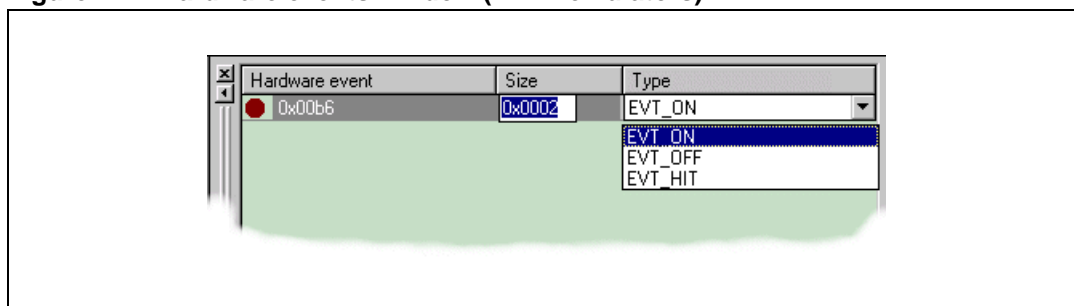 Hardware event Size Type
0x00b6 0x0002 EVT_ON
EVT_ON
EVT_OFF
EVT_HIT